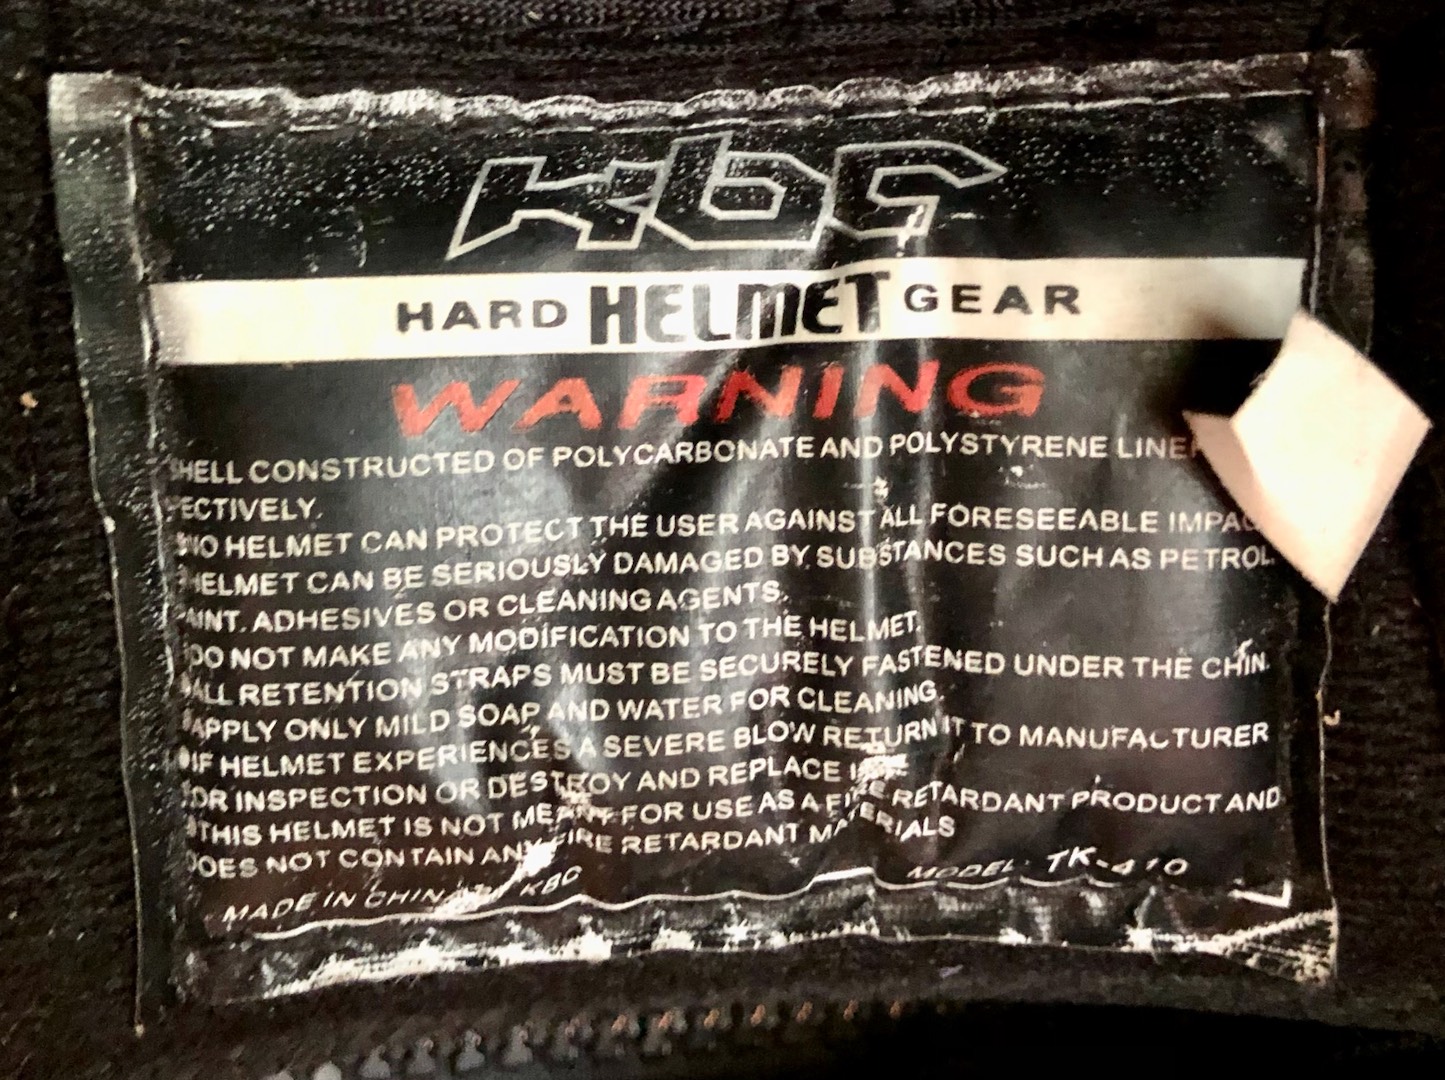 KBC
HARD HELMET GEAR
WARNING
SHELL CONSTRUCTED OF POLYCARBONATE AND POLYSTYRENE LINER
ECTIVELY.
NO HELMET CAN PROTECT THE USER AGAINST ALL FORESEEABLE IMPAC
HELMET CAN BE SERIOUSLY DAMAGED BY SUBSTANCES SUCH AS PETROL.
PAINT. ADHESIVES OR CLEANING AGENTS.
DO NOT MAKE ANY MODIFICATION TO THE HELMET.
ALL RETENTION STRAPS MUST BE SECURELY FASTENED UNDER THE CHIN.
APPLY ONLY MILD SOAP AND WATER FOR CLEANING.
IF HELMET EXPERIENCES A SEVERE BLOW RETURN IT TO MANUFACTURER
FOR INSPECTION OR DESTROY AND REPLACE
THIS HELMET IS NOT MEANT FOR USE AS A FIRE RETARDANT PRODUCT AND
DOES NOT CONTAIN ANY FIRE RETARDANT MATERIALS
MADE IN CHINA KBC MODEL: TK-410